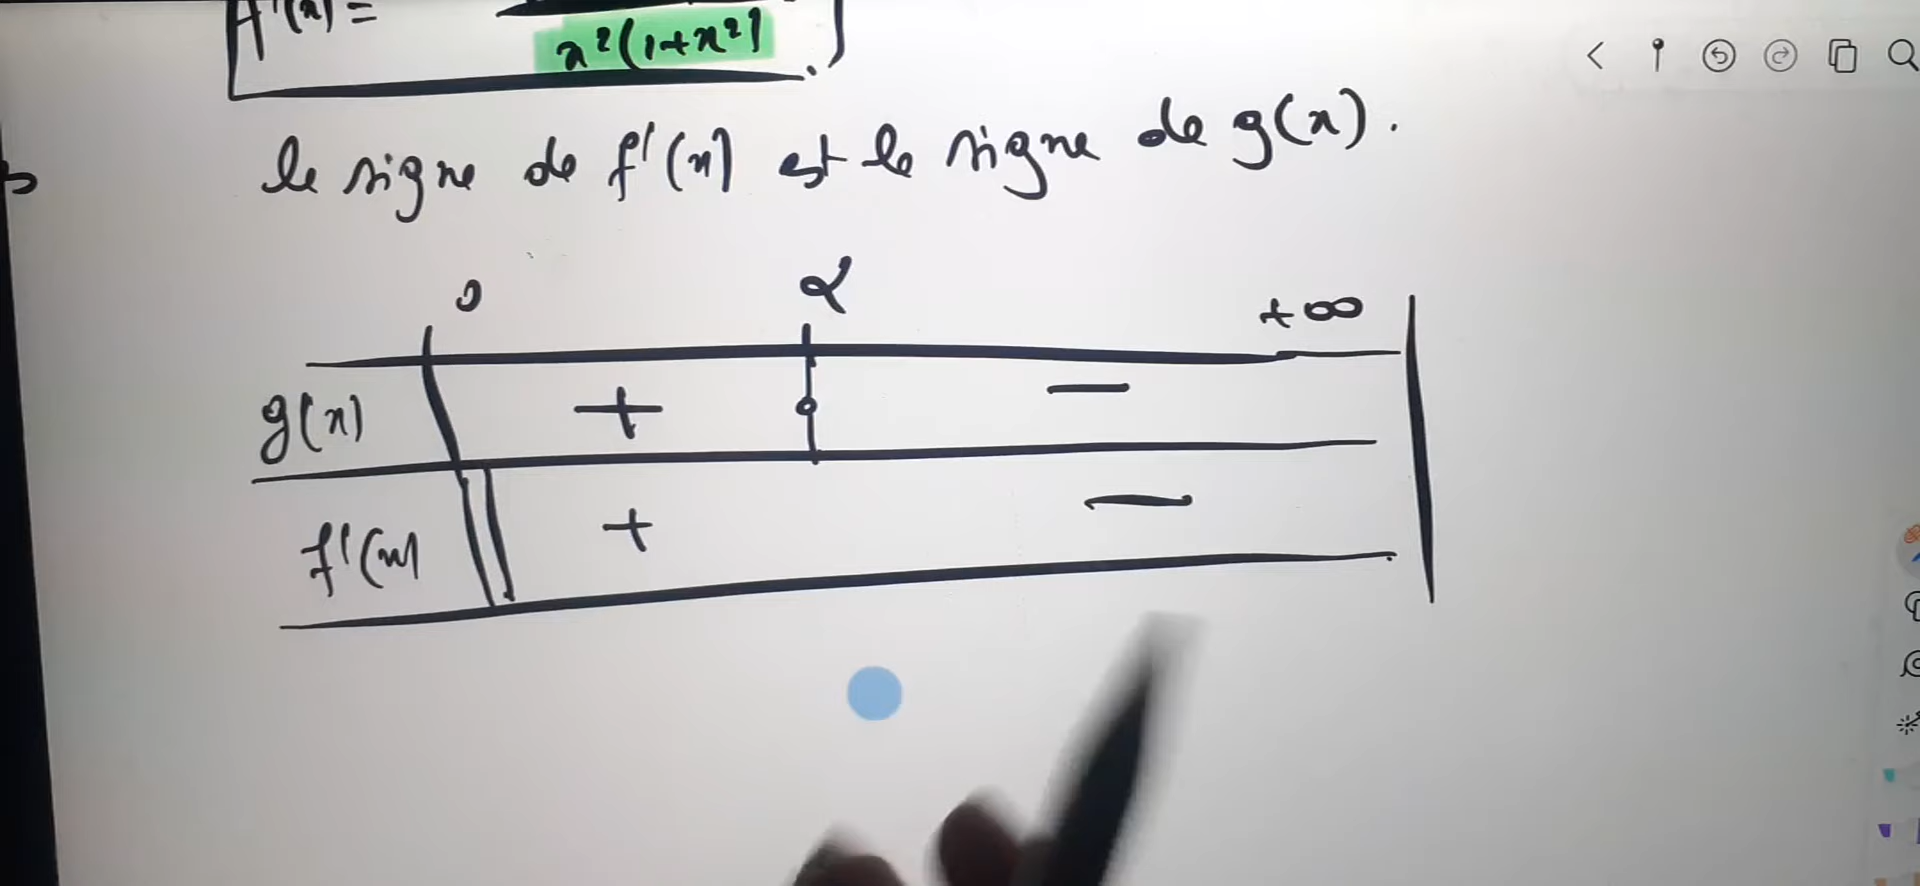 f'(x) =
x²(1+x²)
le signe de f'(x) est le signe de g(x).
0 α +∞
g(x) + −
f'(x) + −